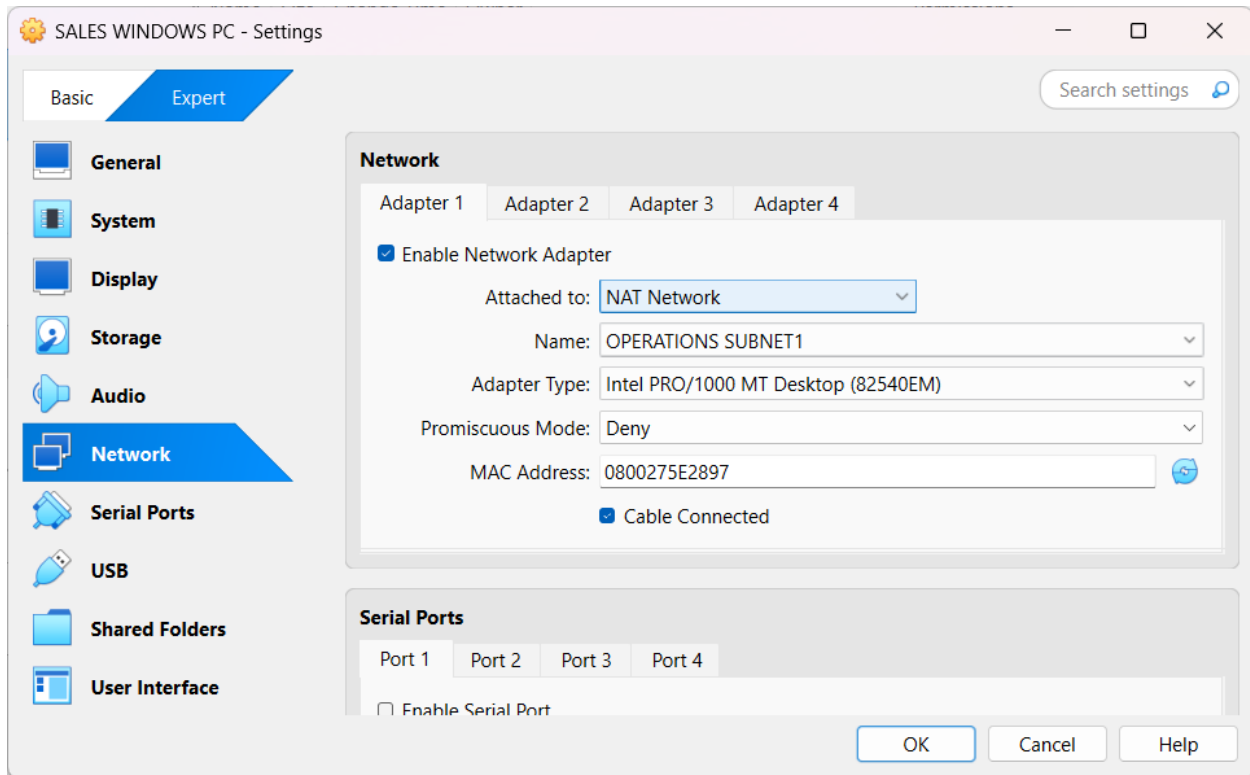 SALES WINDOWS PC - Settings
Basic
Expert
Search settings
General
System
Display
Storage
Audio
Network
Serial Ports
USB
Shared Folders
User Interface
Network
Adapter 1 Adapter 2 Adapter 3 Adapter 4
Enable Network Adapter
Attached to: NAT Network
Name: OPERATIONS SUBNET1
Adapter Type: Intel PRO/1000 MT Desktop (82540EM)
Promiscuous Mode: Deny
MAC Address: 0800275E2897
Cable Connected
Serial Ports
Port 1 Port 2 Port 3 Port 4
Enable Serial Port
OK Cancel Help